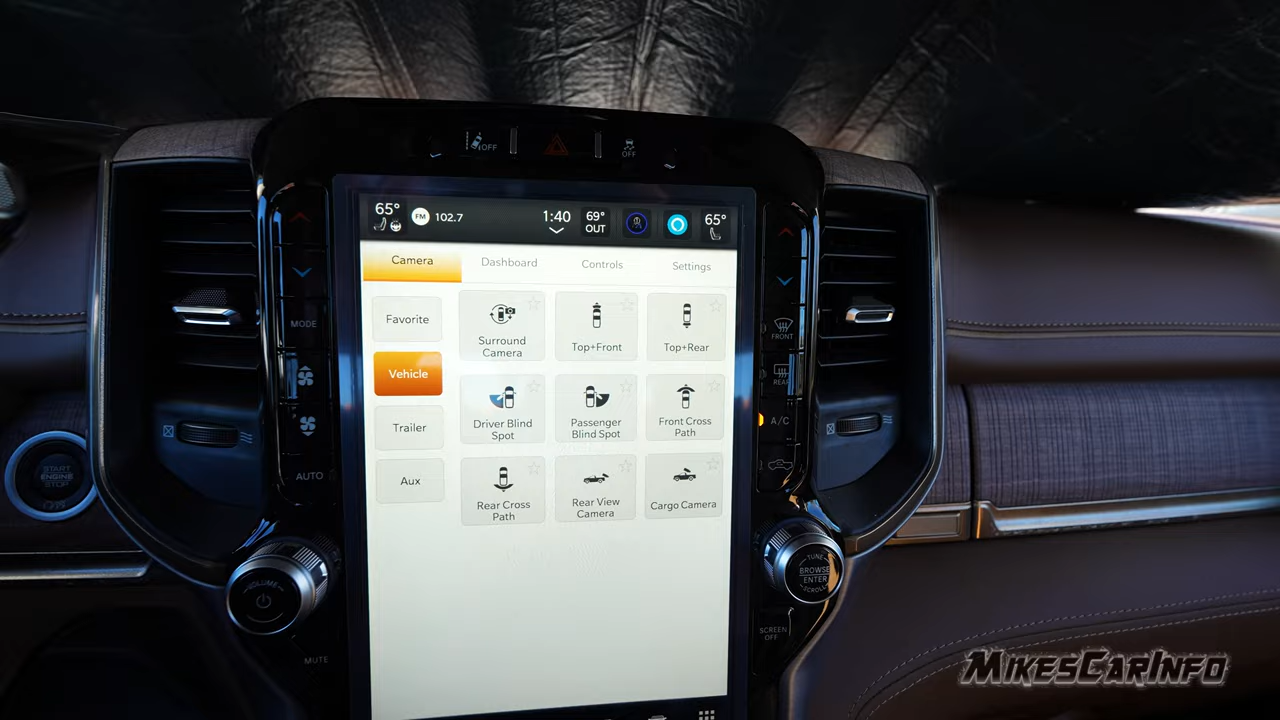 OFF
OFF
65°
FM
102.7
1:40
69°
OUT
65°
Camera
Dashboard
Controls
Settings
Favorite
Vehicle
Trailer
Aux
Surround
Camera
Top+Front
Top+Rear
Driver Blind
Spot
Passenger
Blind Spot
Front Cross
Path
Rear Cross
Path
Rear View
Camera
Cargo Camera
MODE
AUTO
START
ENGINE
STOP
VOLUME
MUTE
FRONT
REAR
A/C
TUNE
BROWSE
ENTER
SCROLL
SCREEN
OFF
MIKESCARINFO